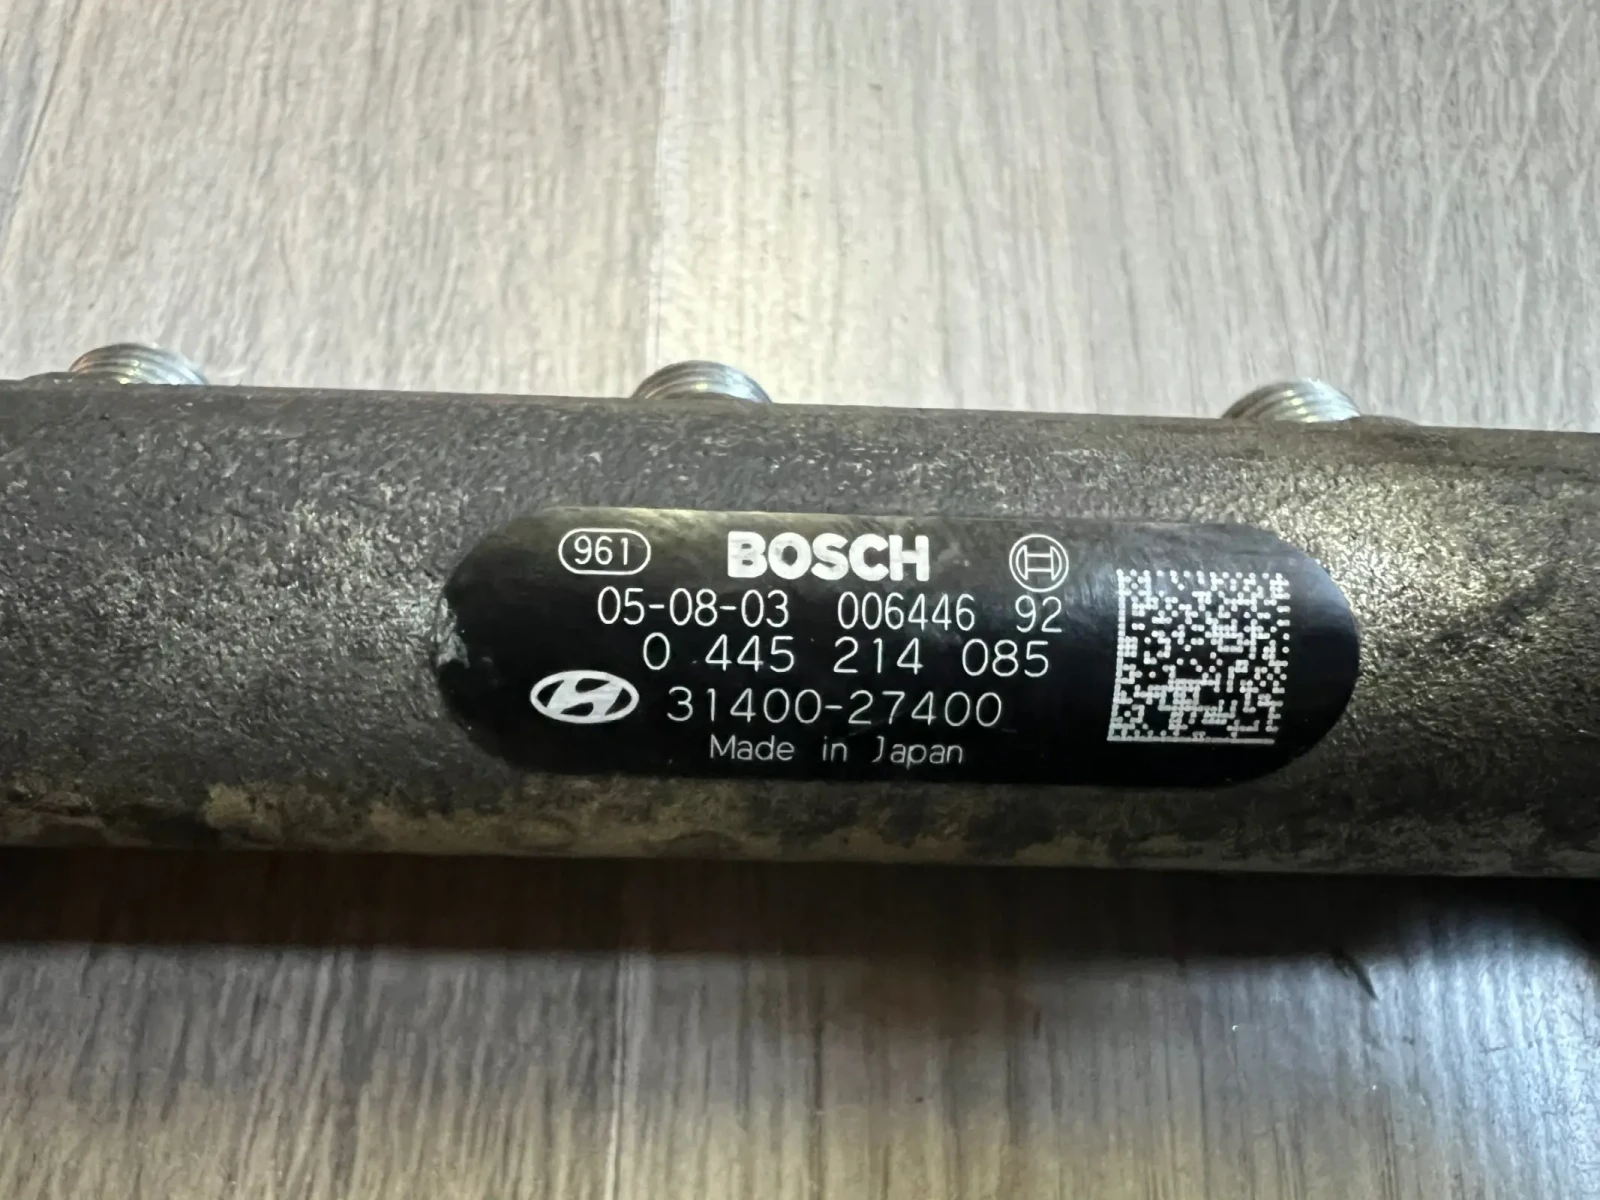 961 BOSCH
05-08-03 006446 92
0 445 214 085
31400-27400
Made in Japan